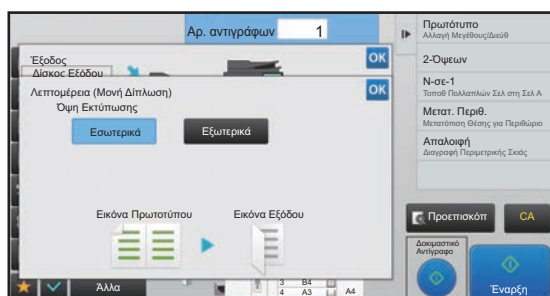 Αρ. αντιγράφων 1
Έξοδος
OK
Δίσκος Εξόδου
Λεπτομέρεια (Μονή Δίπλωση)
OK
Όψη Εκτύπωσης
Εσωτερικά
Εξωτερικά
Εικόνα Πρωτοτύπου
Εικόνα Εξόδου
Άλλα
3 B4
4 A3
A4
Πρωτότυπο
Αλλαγή Μεγέθους/Διεύθ
2-Όψεων
N-σε-1
Τοποθ Πολλαπλών Σελ στη Σελ Α
Μετατ. Περιθ.
Μετατόπιση Θέσης για Περιθώριο
Απαλοιφή
Διαγραφή Περιμετρικής Σκιάς
Προεπισκόπ
CA
Δοκιμαστικό
Αντίγραφο
Έναρξη